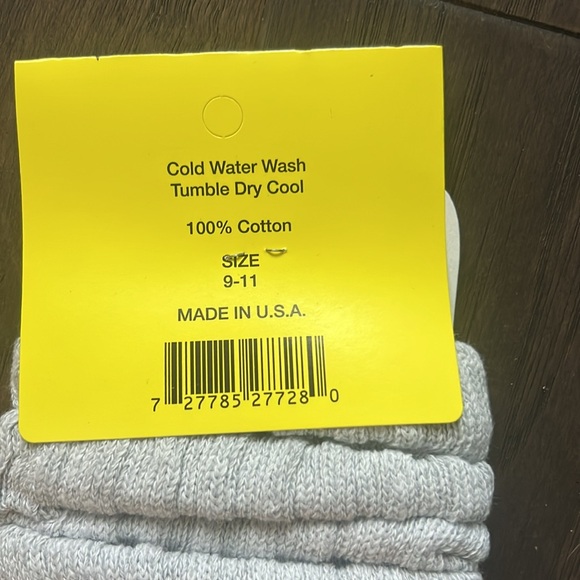 Cold Water Wash
Tumble Dry Cool
100% Cotton
SIZE
9-11
MADE IN U.S.A.
7 27785 27728 0